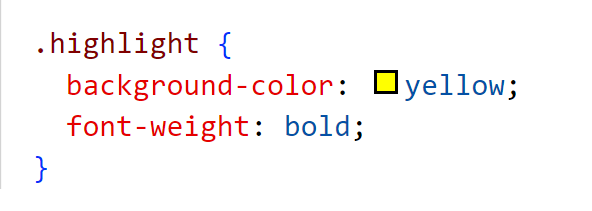 .highlight {
background-color: yellow;
font-weight: bold;
}